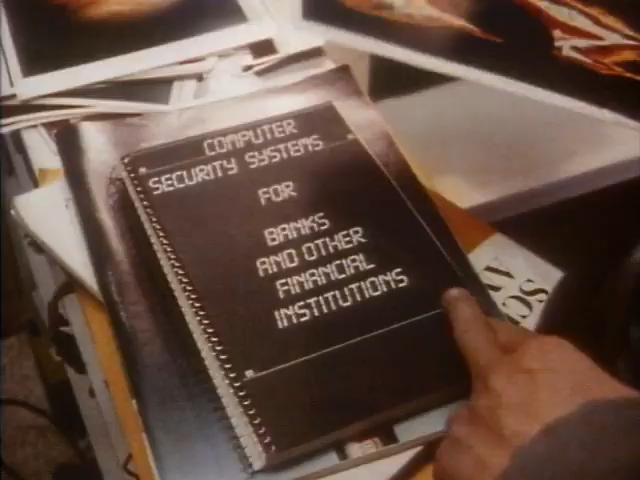 COMPUTER
SECURITY SYSTEMS
FOR
BANKS
AND OTHER
FINANCIAL
INSTITUTIONS